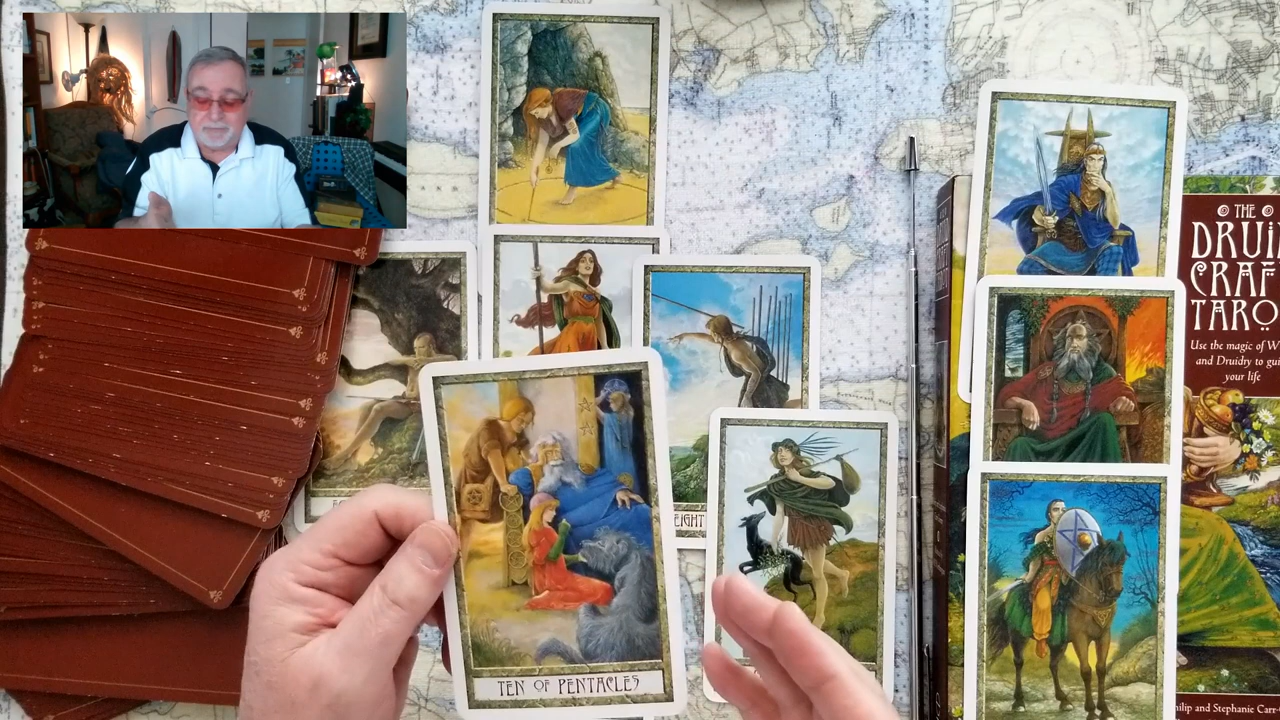 TEN OF PENTACLES
EIGHT
THE
DRUI
CRAF
TARO
Use the magic of W
and Druidry to gui
your life
hilip and Stephanie Carr-G